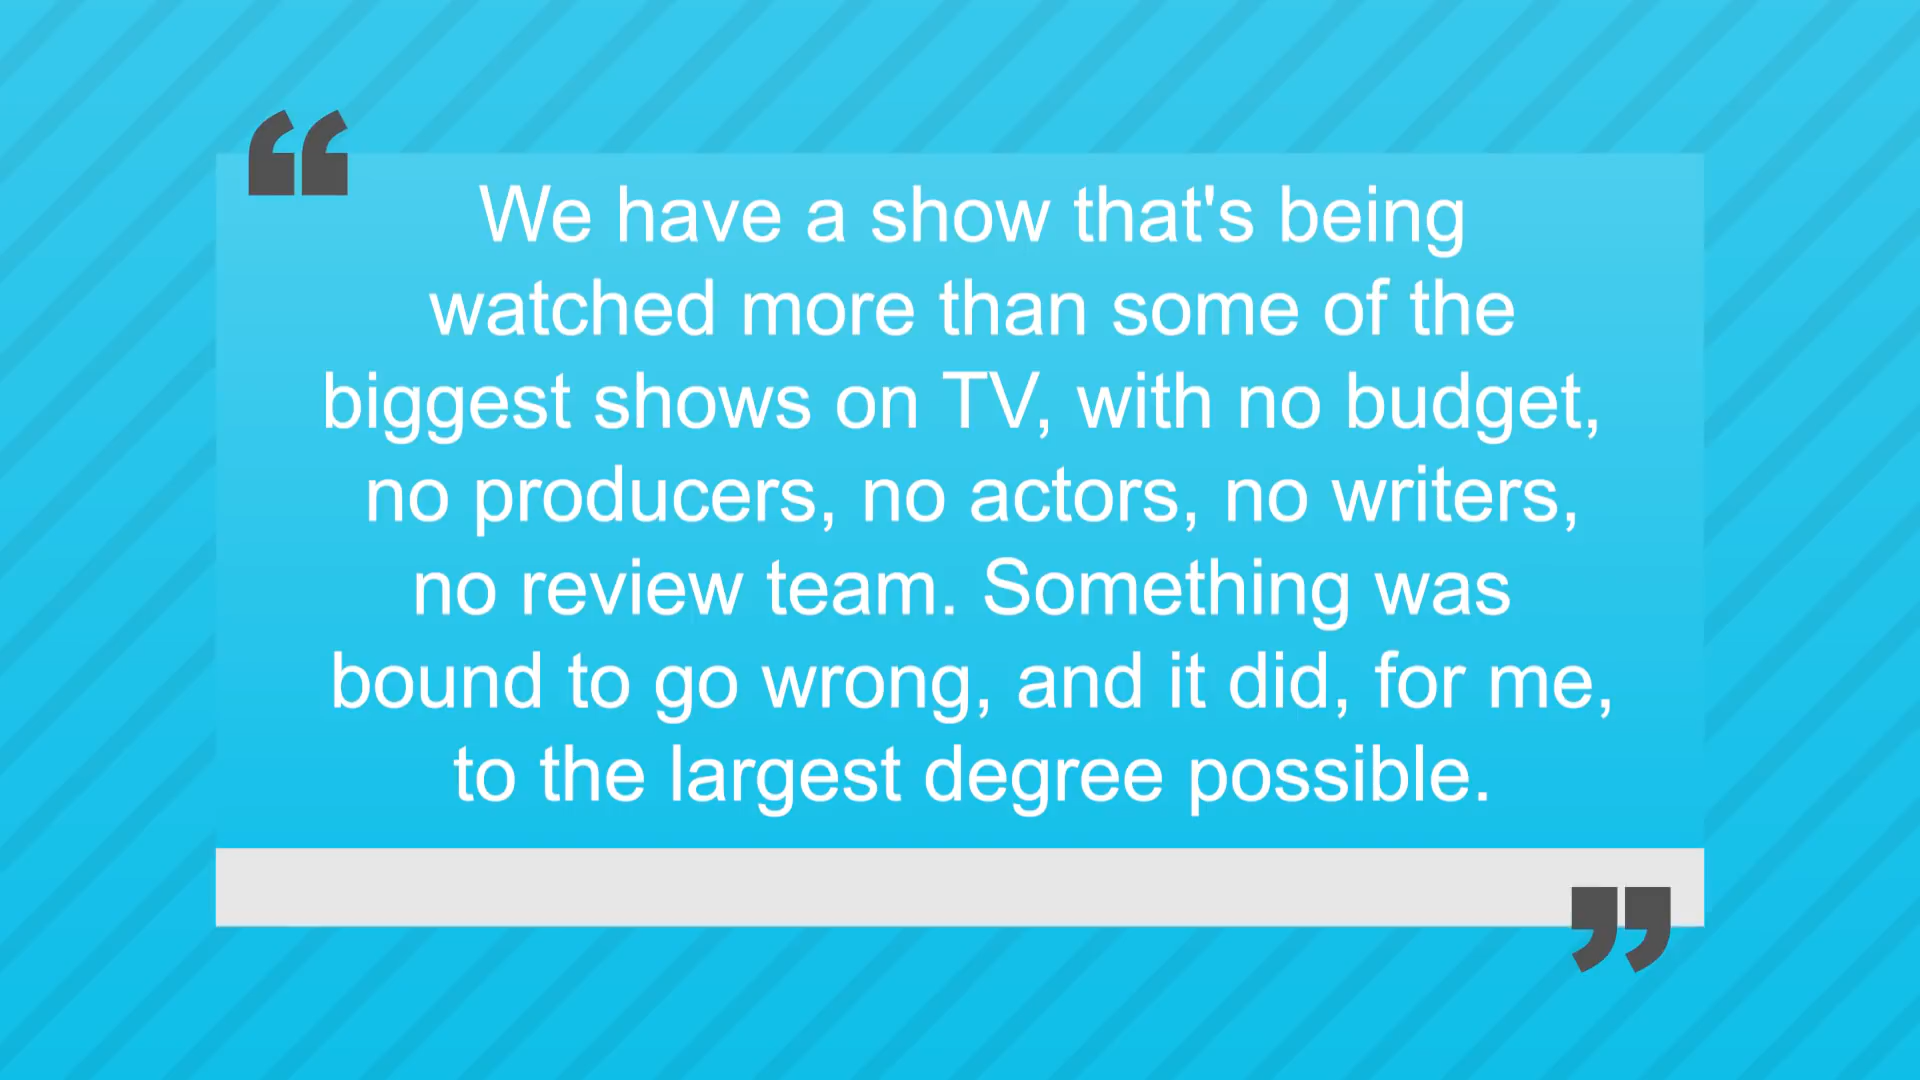 “
We have a show that's being
watched more than some of the
biggest shows on TV, with no budget,
no producers, no actors, no writers,
no review team. Something was
bound to go wrong, and it did, for me,
to the largest degree possible.
”